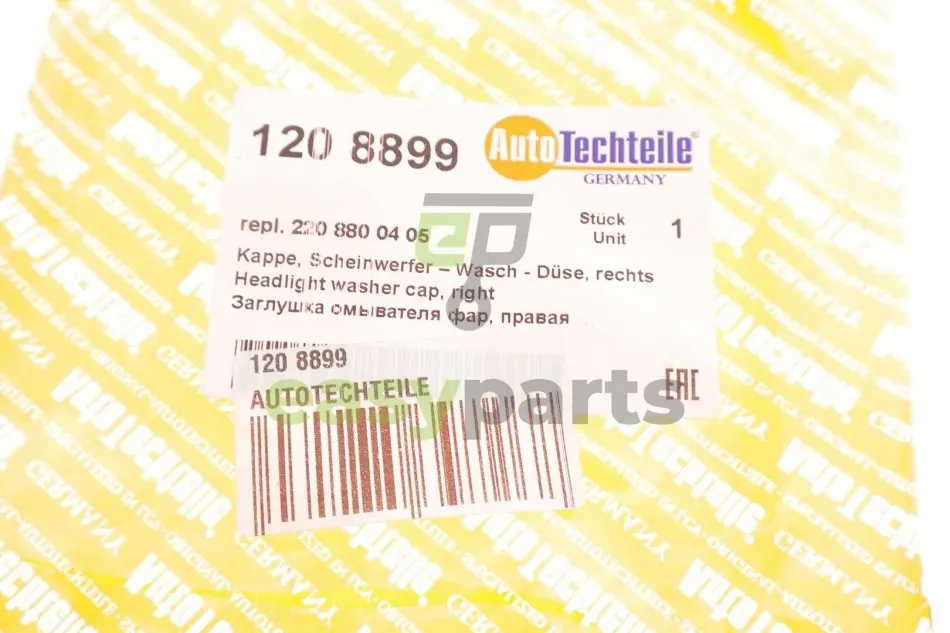 120 8899
AutoTechteile®
GERMANY
repl. 220 880 04 05
Stück
Unit
1
Kappe, Scheinwerfer – Wasch - Düse, rechts
Headlight washer cap, right
Заглушка омывателя фар, правая
EAC
120 8899
AUTOTECHTEILE
easyparts